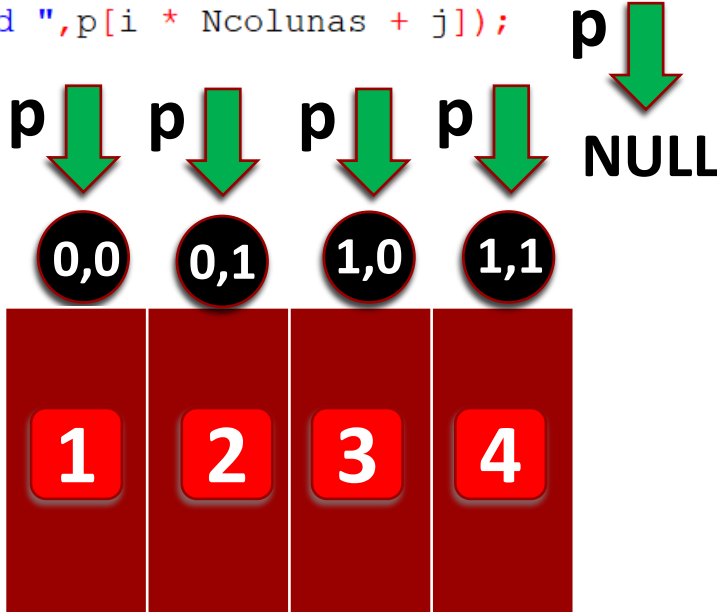 d ",p[i * Ncolunas + j]);
p
NULL
p p p p
0,0 0,1 1,0 1,1
1 2 3 4